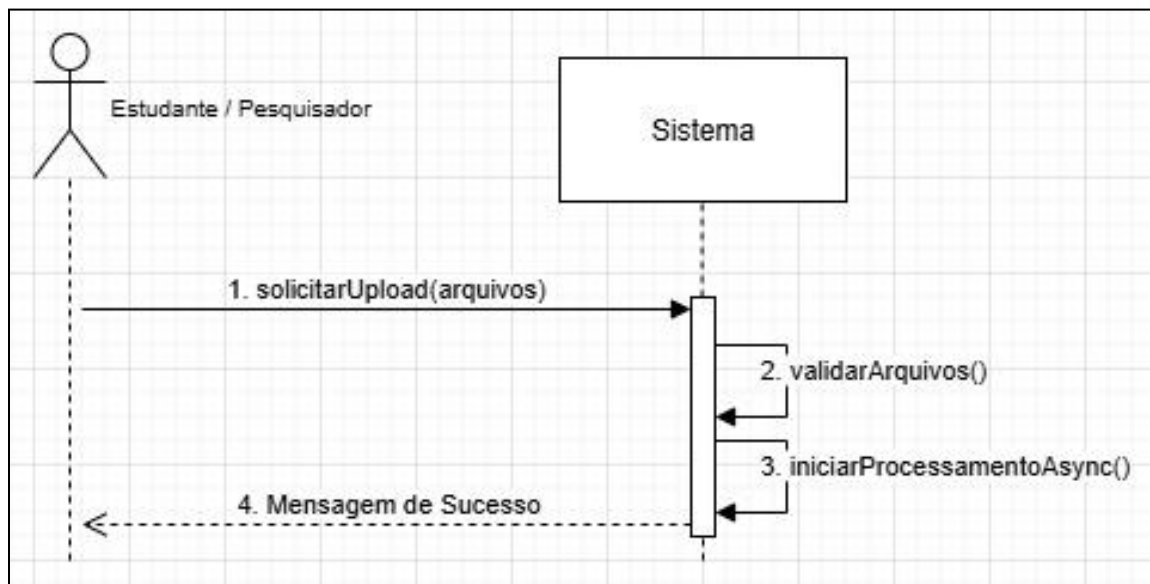 Estudante / Pesquisador
Sistema
1. solicitarUpload(arquivos)
2. validarArquivos()
3. iniciarProcessamentoAsync()
4. Mensagem de Sucesso